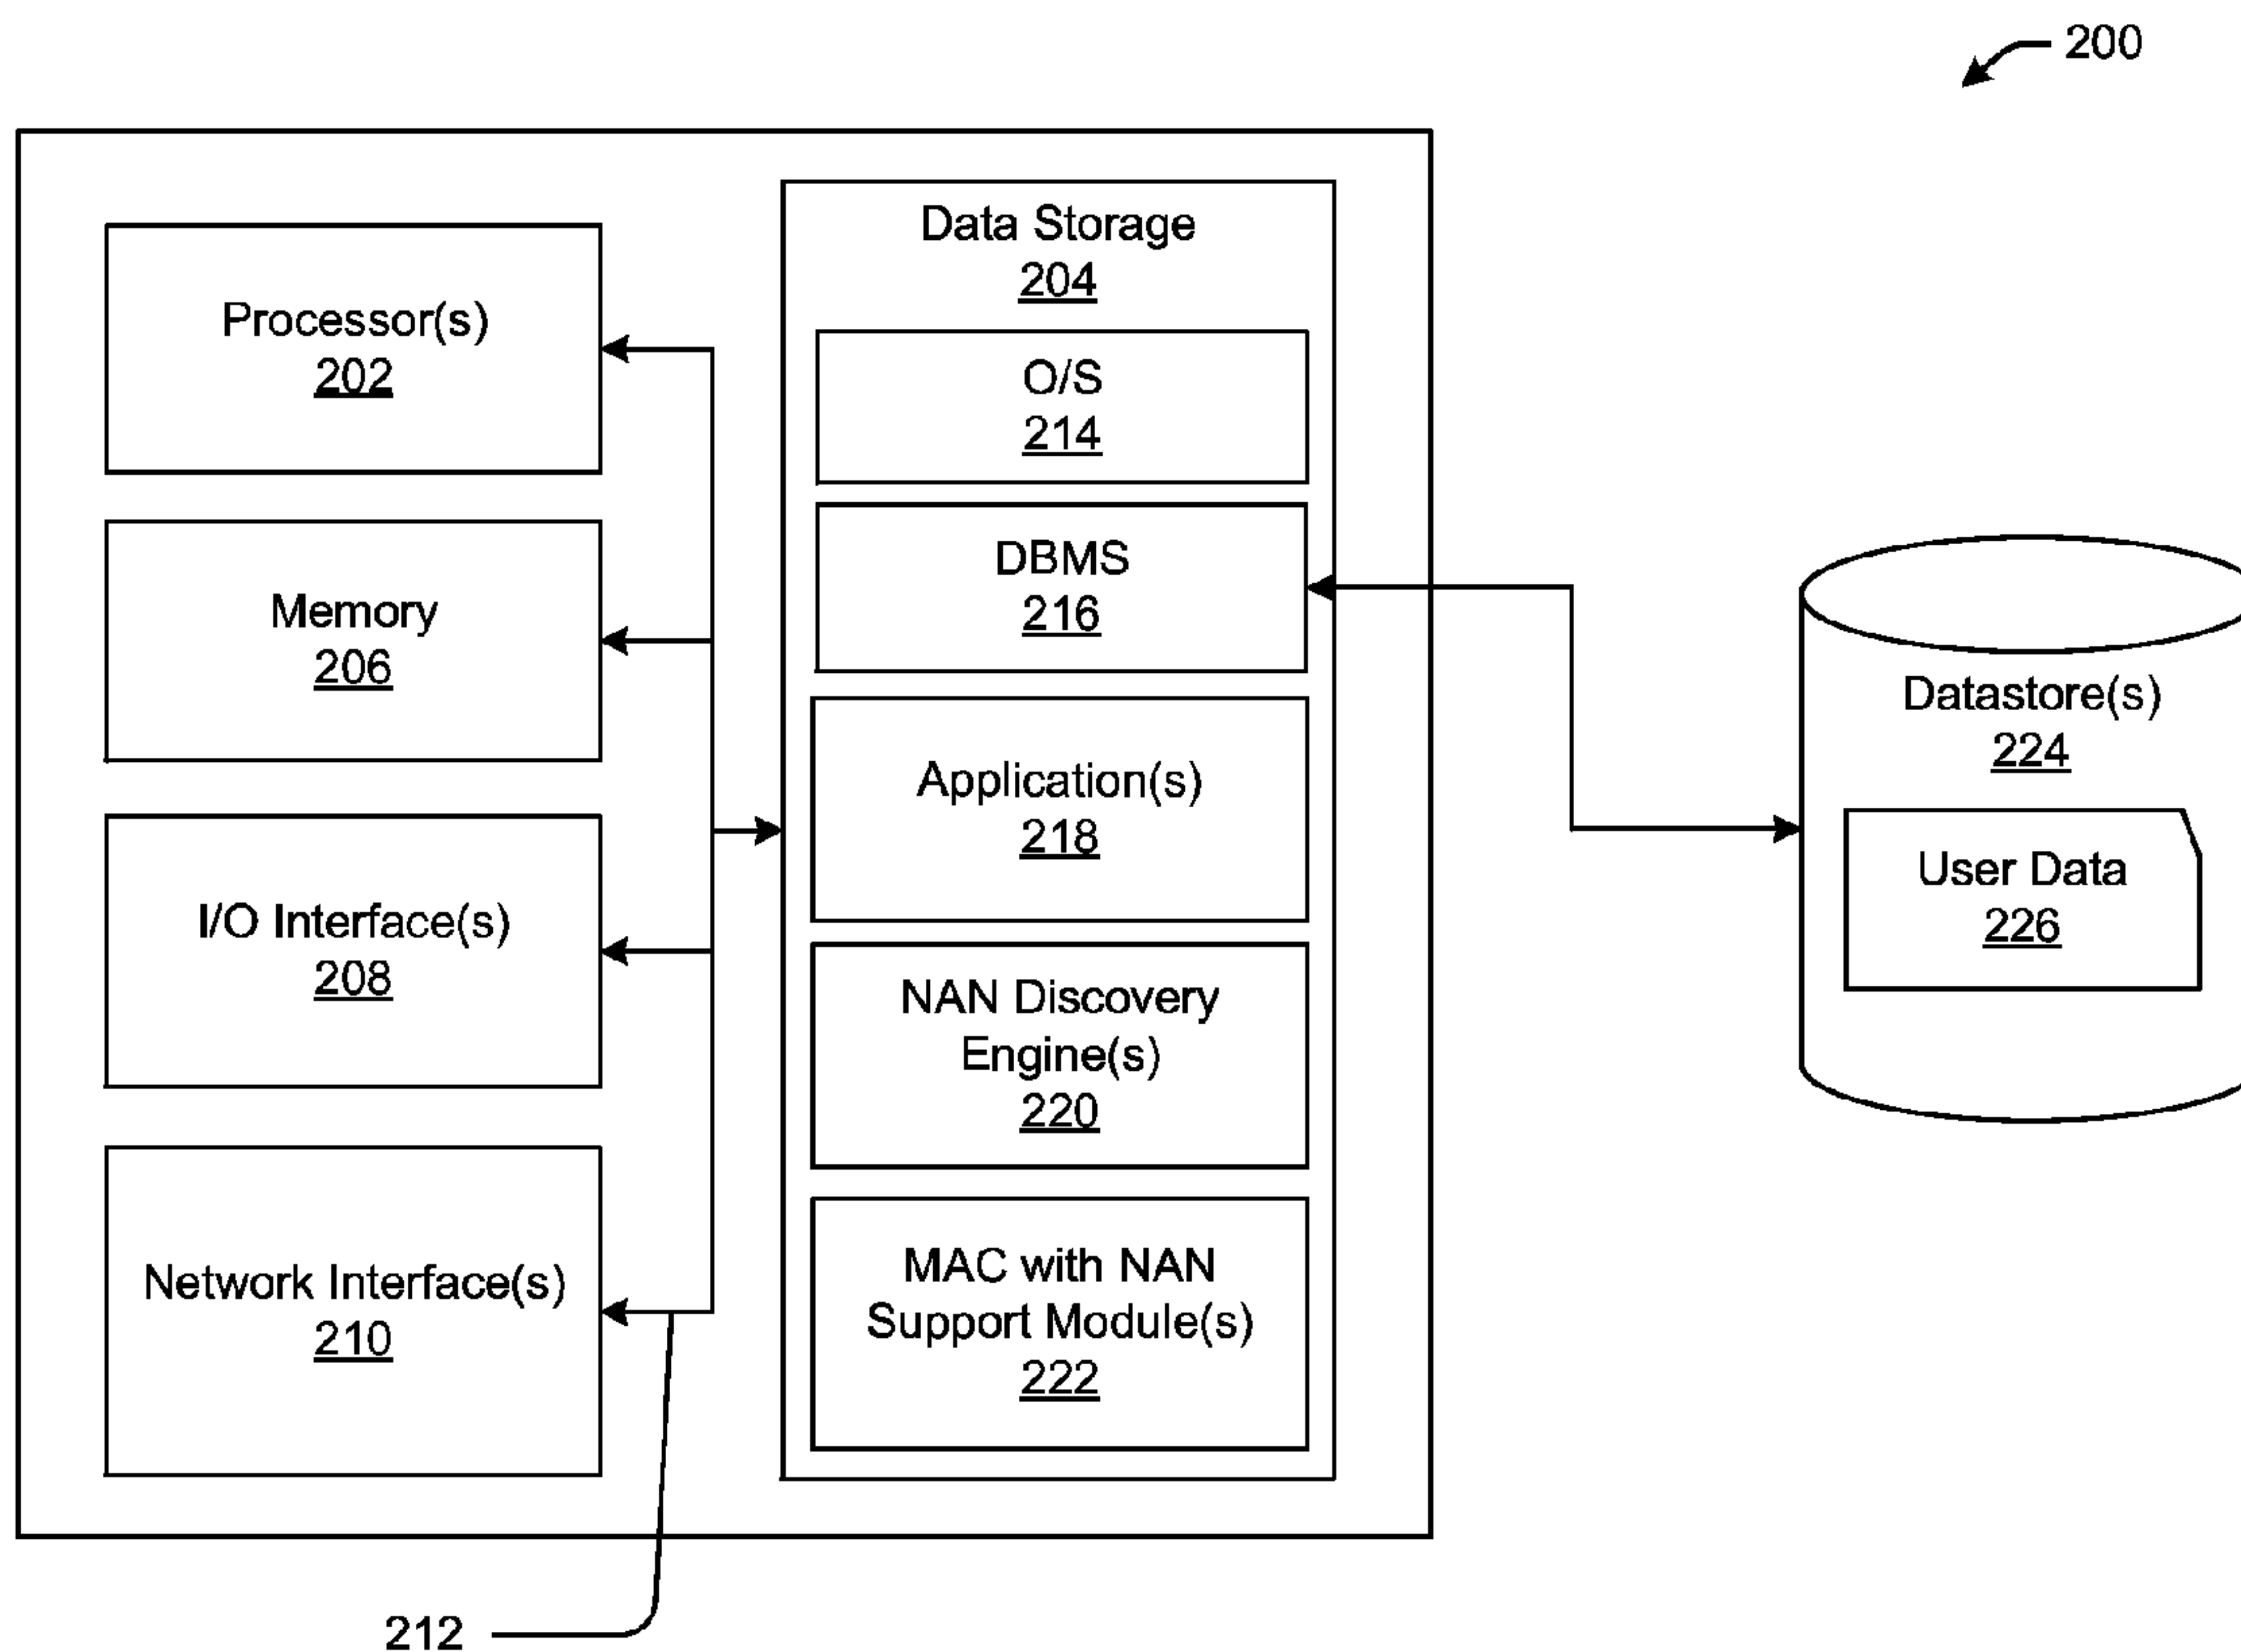 200
Processor(s)
202
Memory
206
I/O Interface(s)
208
Network Interface(s)
210
212
Data Storage
204
O/S
214
DBMS
216
Application(s)
218
NAN Discovery
Engine(s)
220
MAC with NAN
Support Module(s)
222
Datastore(s)
224
User Data
226